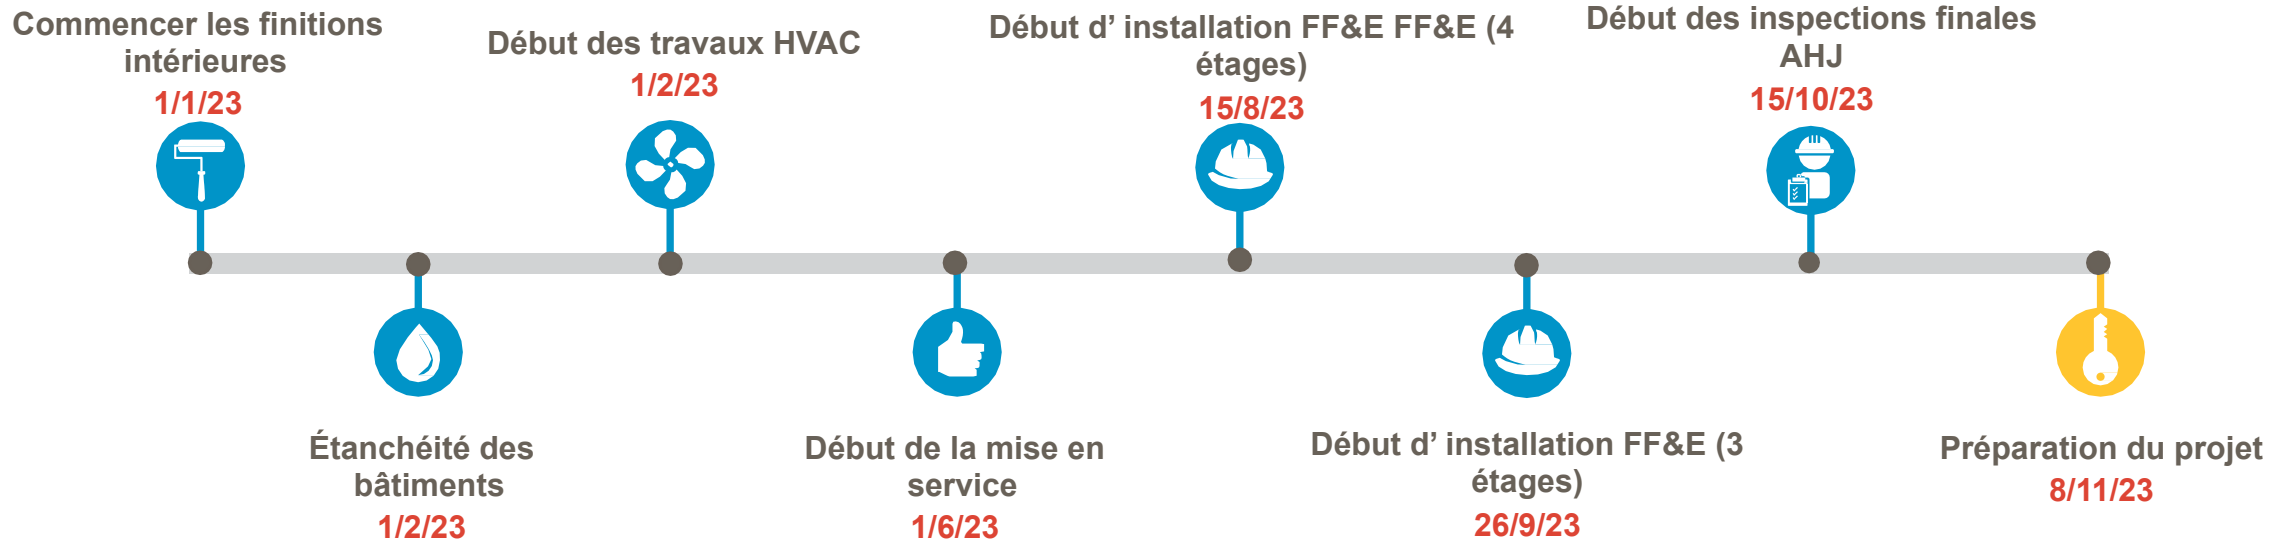 Commencer les finitions
intérieures
1/1/23
Début des travaux HVAC
1/2/23
Début d’ installation FF&E FF&E (4
étages)
15/8/23
Début des inspections finales
AHJ
15/10/23
Étanchéité des
bâtiments
1/2/23
Début de la mise en
service
1/6/23
Début d’ installation FF&E (3
étages)
26/9/23
Préparation du projet
8/11/23